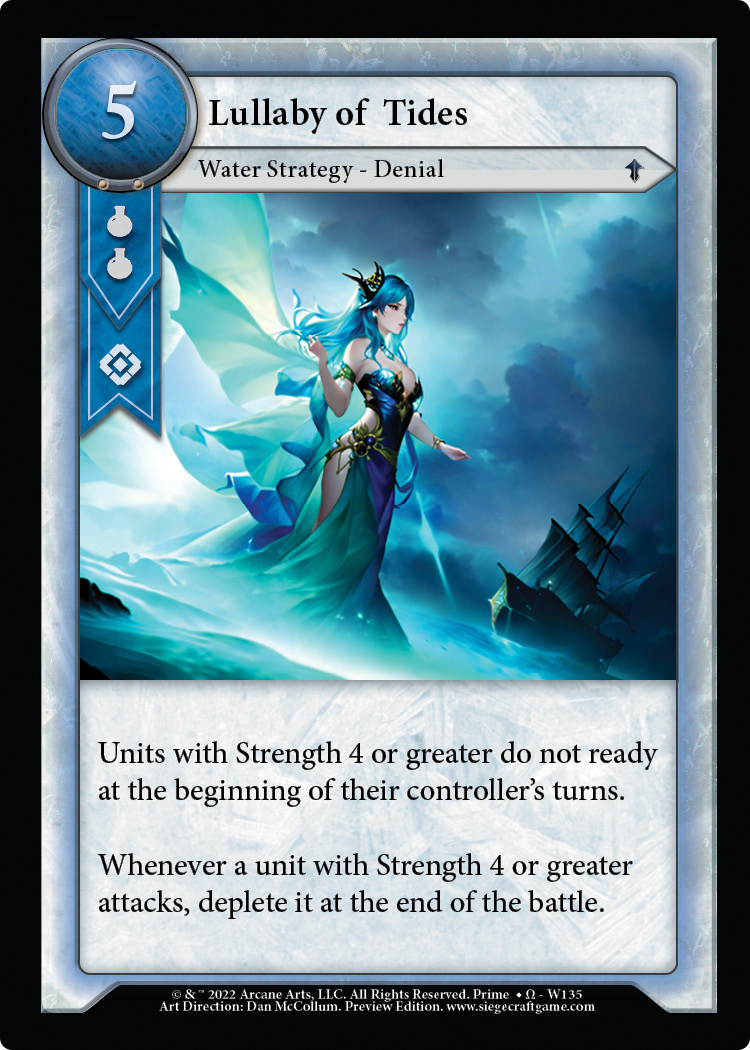 5
Lullaby of Tides
Water Strategy - Denial
Units with Strength 4 or greater do not ready
at the beginning of their controller’s turns.
Whenever a unit with Strength 4 or greater
attacks, deplete it at the end of the battle.
© & ™ 2022 Arcane Arts, LLC. All Rights Reserved. Prime ⬥ Ω - W135
Art Direction: Dan McCollum. Preview Edition. www.siegecraftgame.com